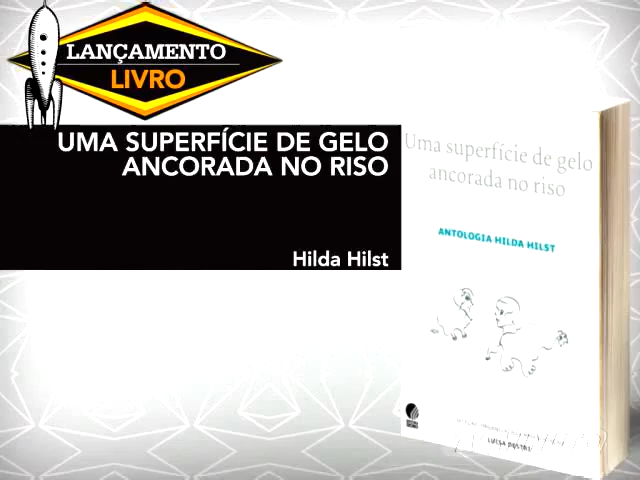 LANÇAMENTO
LIVRO
UMA SUPERFÍCIE DE GELO
ANCORADA NO RISO
Hilda Hilst
Uma superfície de gelo
ancorada no riso
ANTOLOGIA HILDA HILST
LUISA